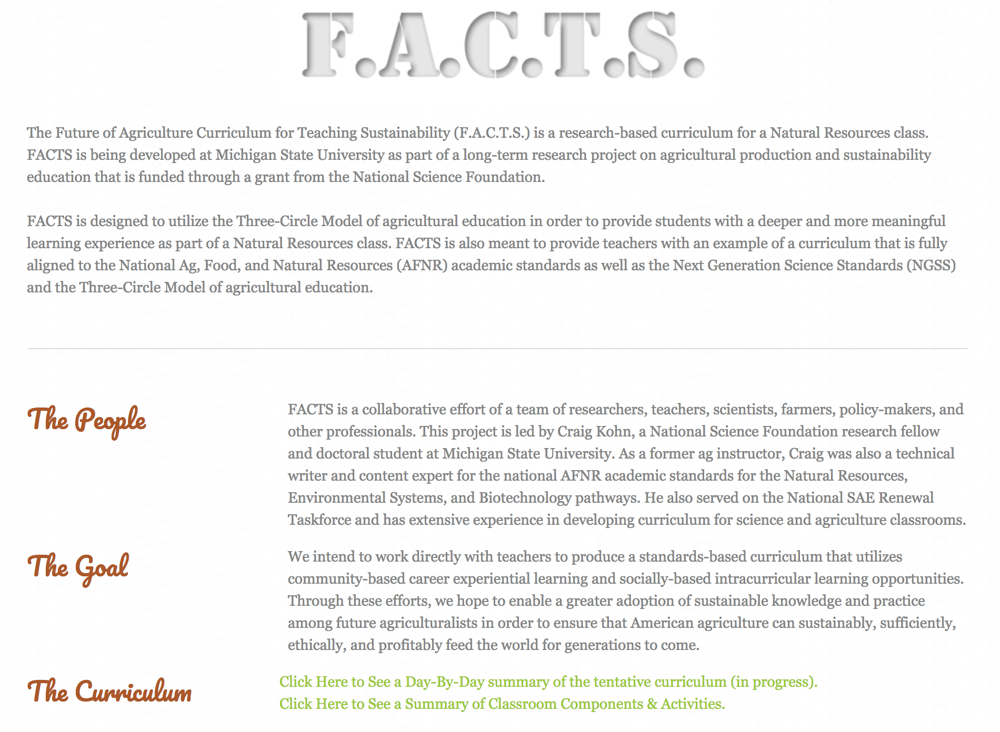 F.A.C.T.S.
The Future of Agriculture Curriculum for Teaching Sustainability (F.A.C.T.S.) is a research-based curriculum for a Natural Resources class.
FACTS is being developed at Michigan State University as part of a long-term research project on agricultural production and sustainability
education that is funded through a grant from the National Science Foundation.
FACTS is designed to utilize the Three-Circle Model of agricultural education in order to provide students with a deeper and more meaningful
learning experience as part of a Natural Resources class. FACTS is also meant to provide teachers with an example of a curriculum that is fully
aligned to the National Ag, Food, and Natural Resources (AFNR) academic standards as well as the Next Generation Science Standards (NGSS)
and the Three-Circle Model of agricultural education.
The People
FACTS is a collaborative effort of a team of researchers, teachers, scientists, farmers, policy-makers, and
other professionals. This project is led by Craig Kohn, a National Science Foundation research fellow
and doctoral student at Michigan State University. As a former ag instructor, Craig was also a technical
writer and content expert for the national AFNR academic standards for the Natural Resources,
Environmental Systems, and Biotechnology pathways. He also served on the National SAE Renewal
Taskforce and has extensive experience in developing curriculum for science and agriculture classrooms.
The Goal
We intend to work directly with teachers to produce a standards-based curriculum that utilizes
community-based career experiential learning and socially-based intracurricular learning opportunities.
Through these efforts, we hope to enable a greater adoption of sustainable knowledge and practice
among future agriculturalists in order to ensure that American agriculture can sustainably, sufficiently,
ethically, and profitably feed the world for generations to come.
The Curriculum
Click Here to See a Day-By-Day summary of the tentative curriculum (in progress).
Click Here to See a Summary of Classroom Components & Activities.